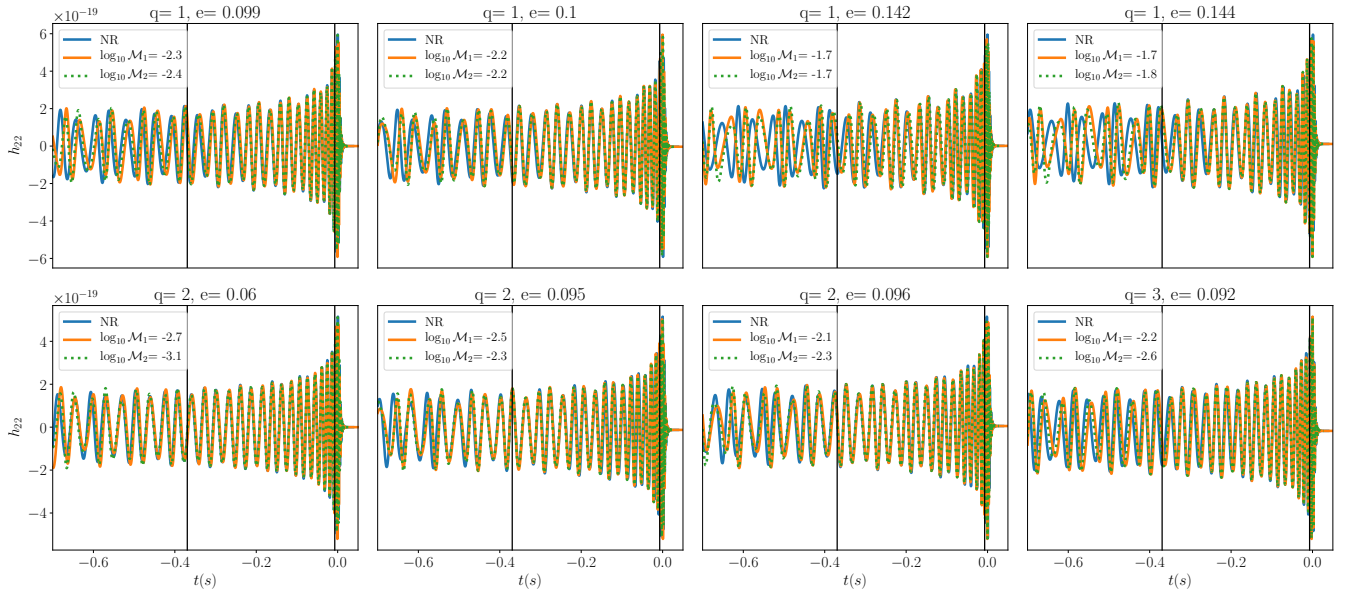 ×10⁻¹⁹
q= 1, e= 0.099
q= 1, e= 0.1
q= 1, e= 0.142
q= 1, e= 0.144
NR
log₁₀ ℳ₁= -2.3
log₁₀ ℳ₂= -2.4
NR
log₁₀ ℳ₁= -2.2
log₁₀ ℳ₂= -2.2
NR
log₁₀ ℳ₁= -1.7
log₁₀ ℳ₂= -1.7
NR
log₁₀ ℳ₁= -1.7
log₁₀ ℳ₂= -1.8
6
4
2
0
−2
−4
−6
h₂₂
×10⁻¹⁹
q= 2, e= 0.06
q= 2, e= 0.095
q= 2, e= 0.096
q= 3, e= 0.092
NR
log₁₀ ℳ₁= -2.7
log₁₀ ℳ₂= -3.1
NR
log₁₀ ℳ₁= -2.5
log₁₀ ℳ₂= -2.3
NR
log₁₀ ℳ₁= -2.1
log₁₀ ℳ₂= -2.3
NR
log₁₀ ℳ₁= -2.2
log₁₀ ℳ₂= -2.6
4
2
0
−2
−4
h₂₂
−0.6 −0.4 −0.2 0.0
−0.6 −0.4 −0.2 0.0
−0.6 −0.4 −0.2 0.0
−0.6 −0.4 −0.2 0.0
t(s)
t(s)
t(s)
t(s)